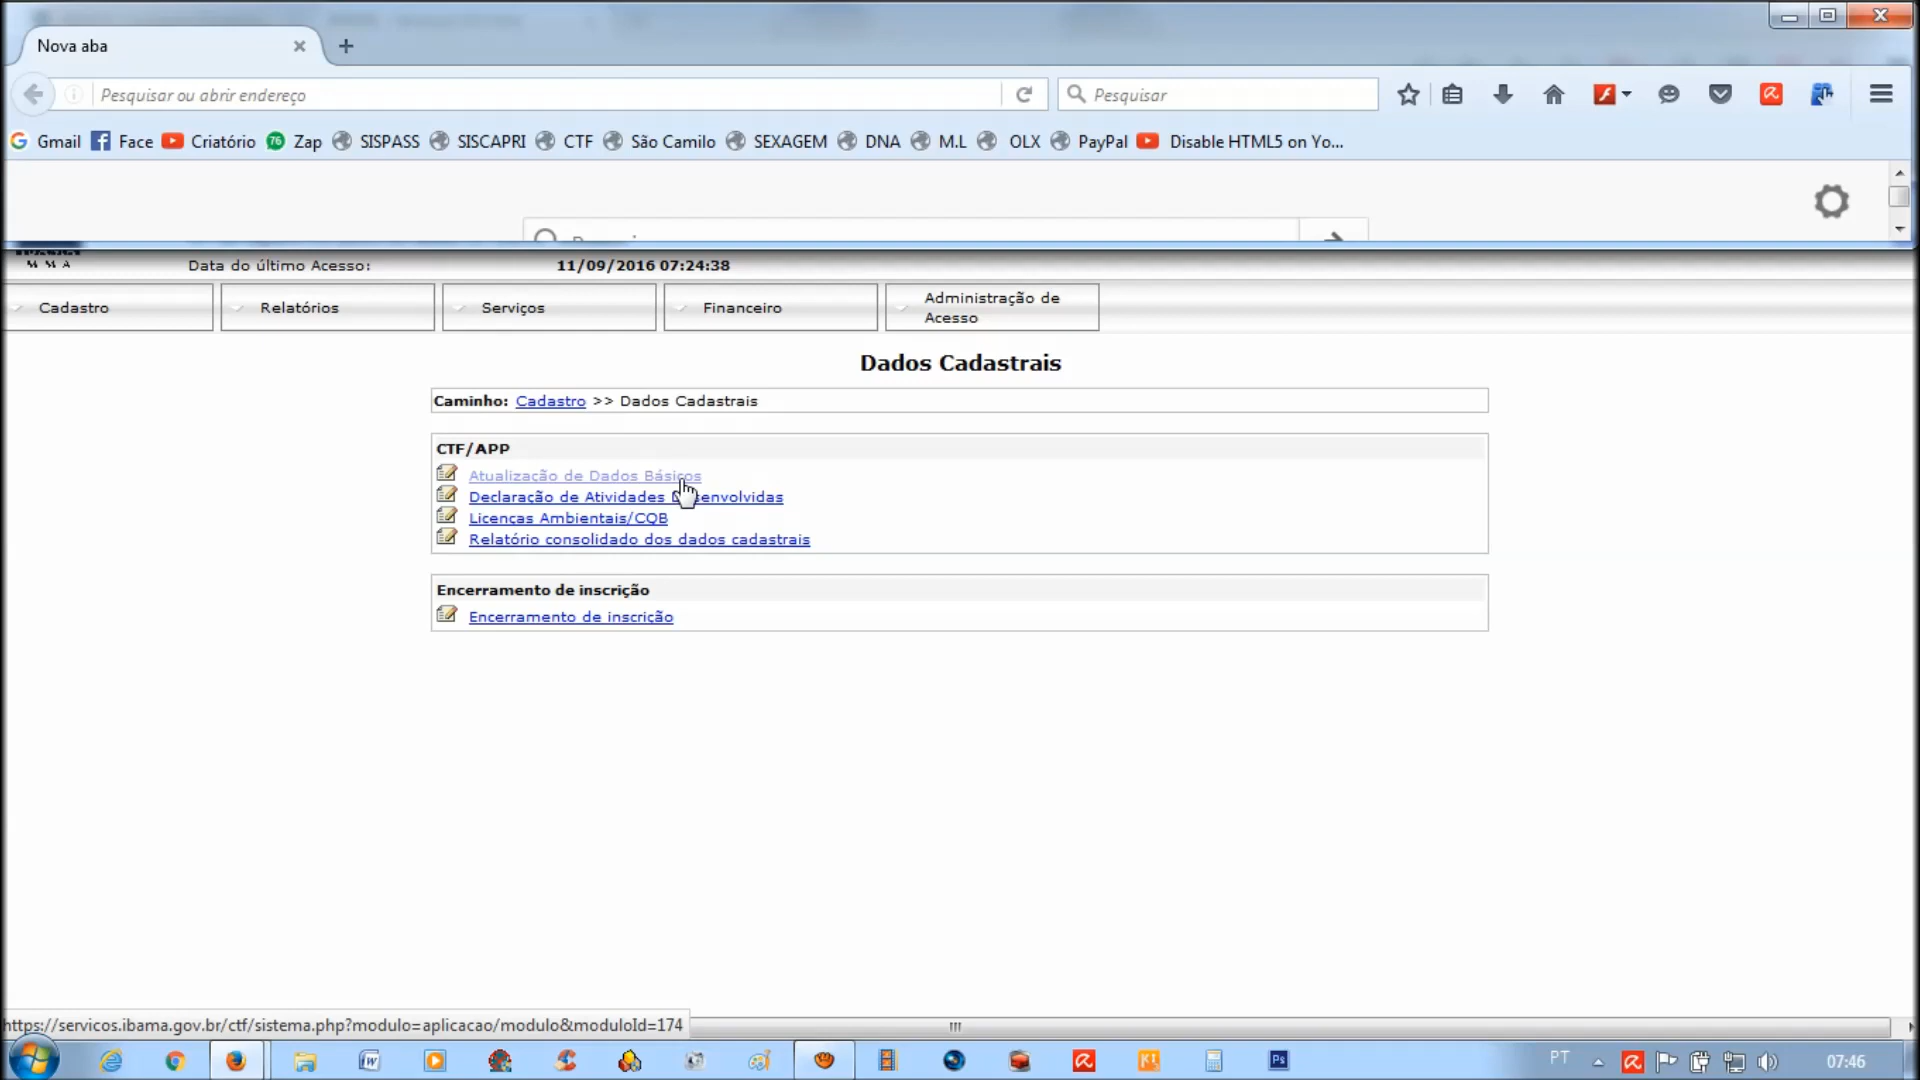 Nova aba
Pesquisar ou abrir endereço
Pesquisar
Gmail Face Criatório 76 Zap SISPASS SISCAPRI CTF São Camilo SEXAGEM DNA M.L OLX PayPal Disable HTML5 on Yo...
M M A
Data do último Acesso: 11/09/2016 07:24:38
Cadastro
Relatórios
Serviços
Financeiro
Administração de
Acesso
Dados Cadastrais
Caminho: Cadastro >> Dados Cadastrais
CTF/APP
Atualização de Dados Básicos
Declaração de Atividades Desenvolvidas
Licenças Ambientais/CQB
Relatório consolidado dos dados cadastrais
Encerramento de inscrição
Encerramento de inscrição
https://servicos.ibama.gov.br/ctf/sistema.php?modulo=aplicacao/modulo&moduloId=174
PT
07:46